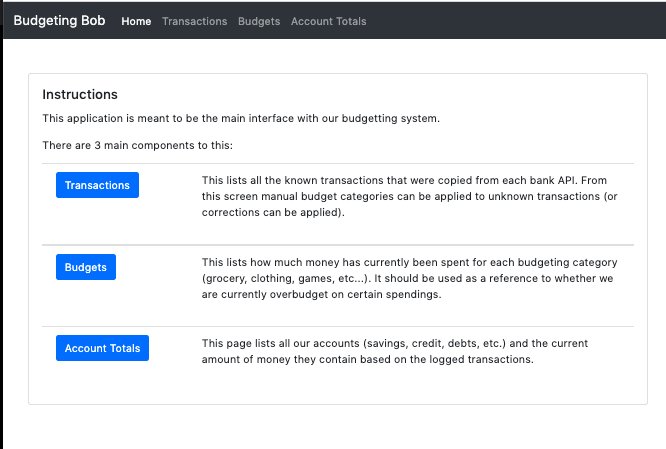 Budgeting Bob Home Transactions Budgets Account Totals
Instructions
This application is meant to be the main interface with our budgetting system.
There are 3 main components to this:
Transactions
This lists all the known transactions that were copied from each bank API. From
this screen manual budget categories can be applied to unknown transactions (or
corrections can be applied).
Budgets
This lists how much money has currently been spent for each budgeting category
(grocery, clothing, games, etc...). It should be used as a reference to whether we
are currently overbudget on certain spendings.
Account Totals
This page lists all our accounts (savings, credit, debts, etc.) and the current
amount of money they contain based on the logged transactions.